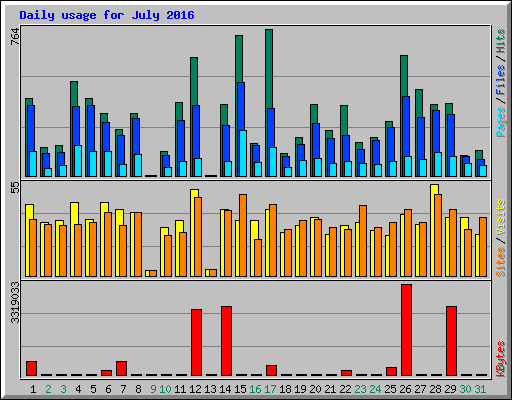 Daily usage for July 2016
764
55
3319033
Pages / Files / Hits
Sites / Visits
KBytes
1 2 3 4 5 6 7 8 9 10 11 12 13 14 15 16 17 18 19 20 21 22 23 24 25 26 27 28 29 30 31